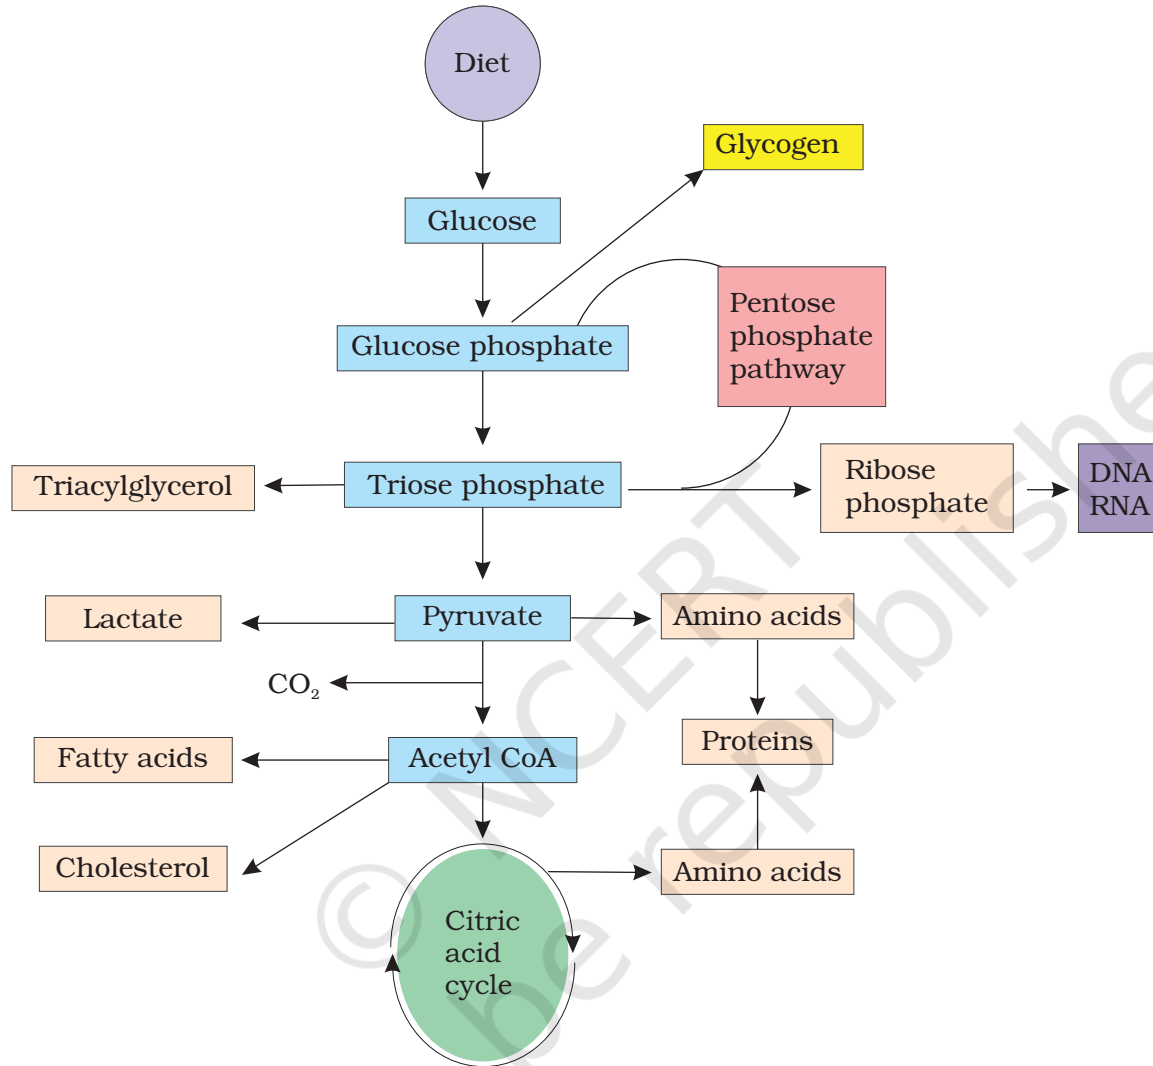 Diet
Glycogen
Glucose
Pentose
phosphate
pathway
Glucose phosphate
Triacylglycerol
Triose phosphate
Ribose
phosphate
DNA
RNA
Lactate
Pyruvate
Amino acids
CO₂
Fatty acids
Acetyl CoA
Proteins
Cholesterol
Amino acids
Citric
acid
cycle
© NCERT
be republishe